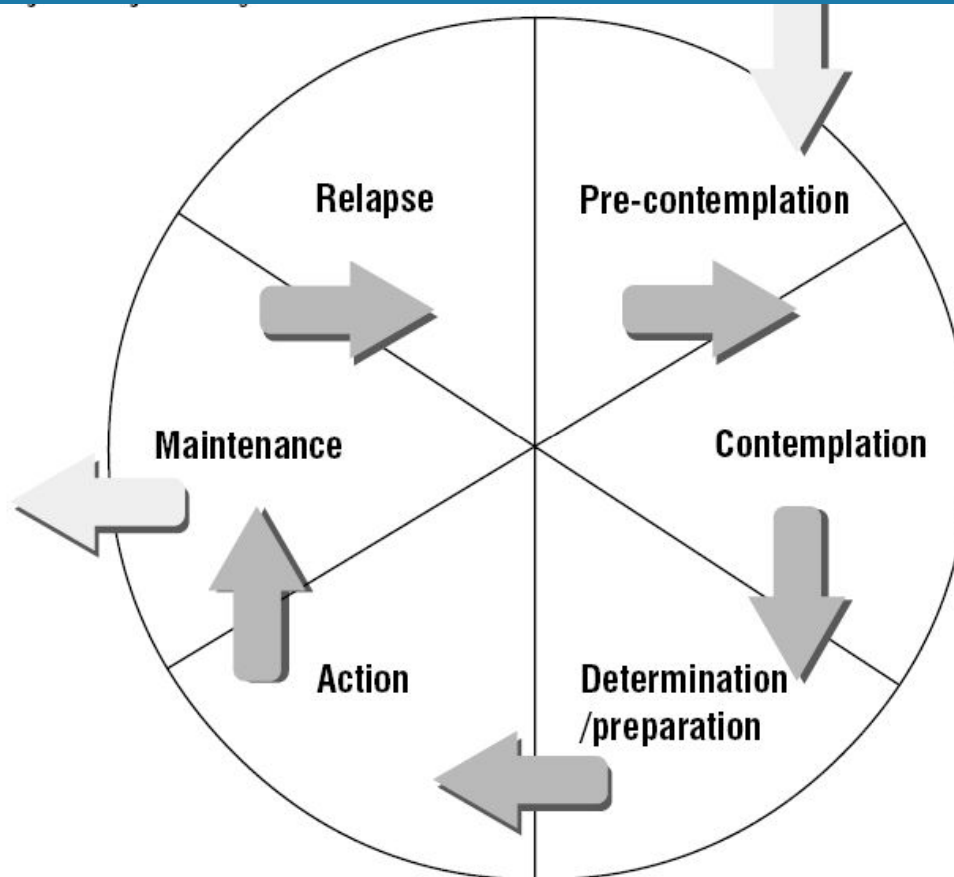 Relapse
Pre-contemplation
Maintenance
Contemplation
Action
Determination
/preparation